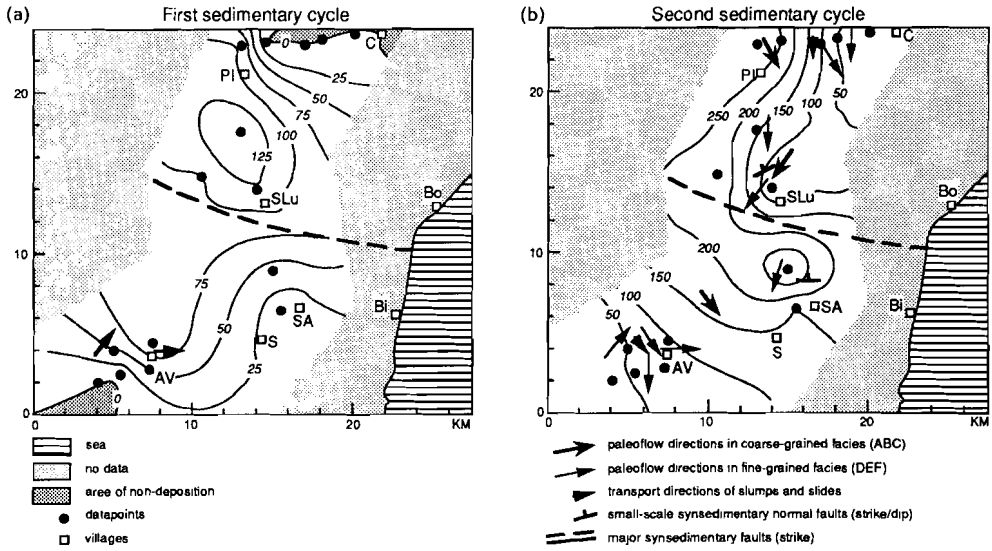 (a) First sedimentary cycle
(b) Second sedimentary cycle
0
C
25
Pl
50
75
100
125
SLu
Bo
75
50
Bi
SA
S
25
AV
0
20
10
0
10
20
KM
C
Pl
50
250
200
150
100
SLu
Bo
200
150
100
50
Bi
SA
S
AV
20
10
0
10
20
KM
sea
no data
area of non-deposition
datapoints
villages
paleoflow directions in coarse-grained facies (ABC)
paleoflow directions in fine-grained facies (DEF)
transport directions of slumps and slides
small-scale synsedimentary normal faults (strike/dip)
major synsedimentary faults (strike)